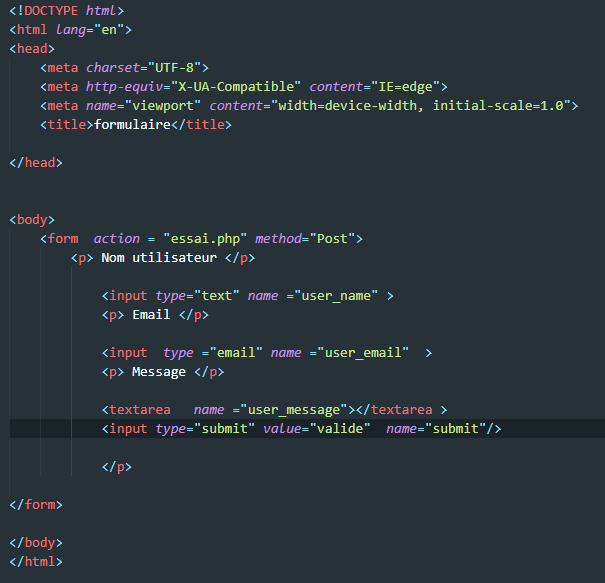 <!DOCTYPE html>
<html lang="en">
<head>
    <meta charset="UTF-8">
    <meta http-equiv="X-UA-Compatible" content="IE=edge">
    <meta name="viewport" content="width=device-width, initial-scale=1.0">
    <title>formulaire</title>
</head>
<body>
    <form  action = "essai.php" method="Post">
        <p> Nom utilisateur </p>
            <input type="text" name ="user_name" >
            <p> Email </p>
            <input  type ="email" name ="user_email"  >
            <p> Message </p>
            <textarea   name ="user_message"></textarea >
            <input type="submit" value="valide"  name="submit"/>
            </p>
</form>
</body>
</html>